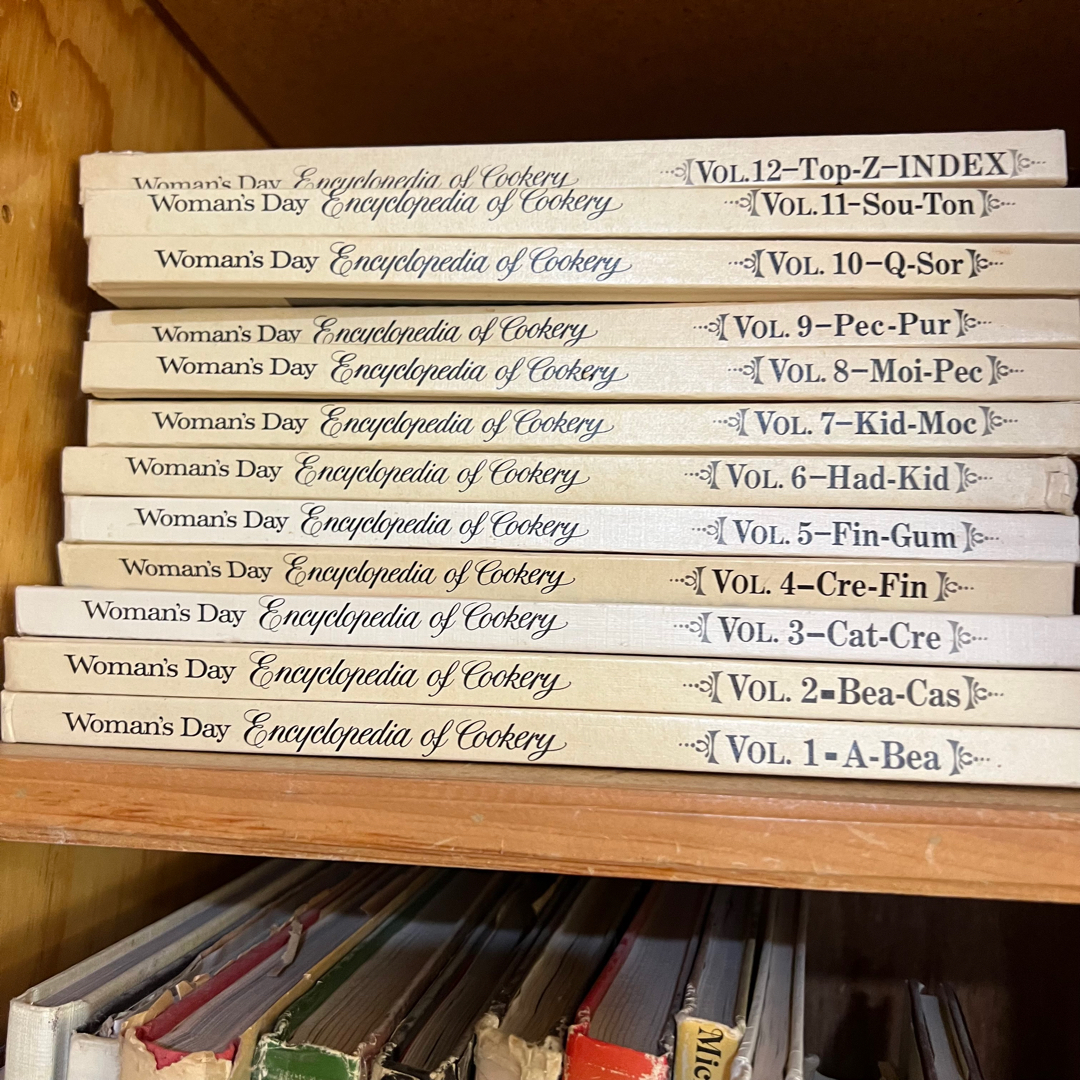 Woman's Day Encyclopedia of Cookery VOL.12–Top-Z–INDEX
Woman's Day Encyclopedia of Cookery VOL.11–Sou-Ton
Woman's Day Encyclopedia of Cookery VOL. 10–Q-Sor
Woman's Day Encyclopedia of Cookery VOL. 9–Pec-Pur
Woman's Day Encyclopedia of Cookery VOL. 8–Moi-Pec
Woman's Day Encyclopedia of Cookery VOL. 7–Kid-Moc
Woman's Day Encyclopedia of Cookery VOL. 6–Had-Kid
Woman's Day Encyclopedia of Cookery VOL. 5–Fin-Gum
Woman's Day Encyclopedia of Cookery VOL. 4–Cre-Fin
Woman's Day Encyclopedia of Cookery VOL. 3–Cat-Cre
Woman's Day Encyclopedia of Cookery VOL. 2-Bea-Cas
Woman's Day Encyclopedia of Cookery VOL. 1-A-Bea
Mic